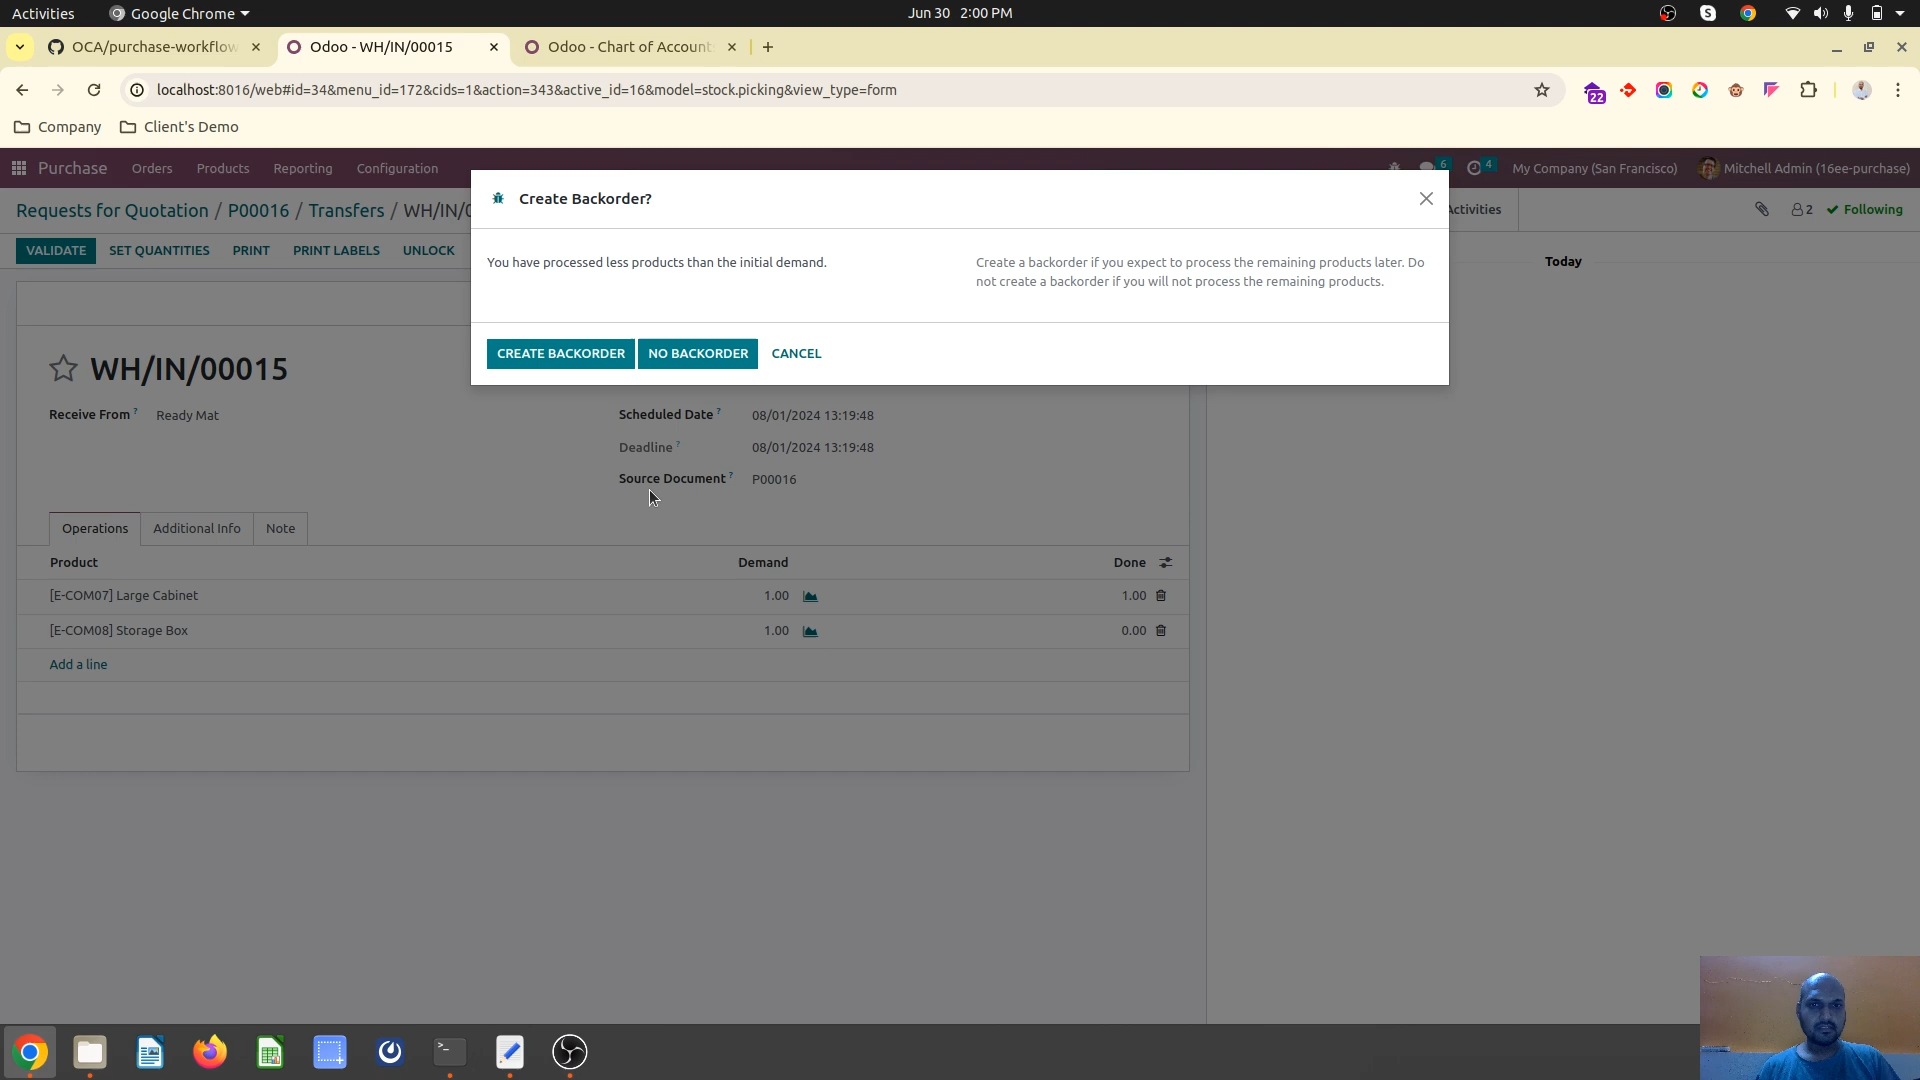 Activities Google Chrome Jun 30 2:00 PM
OCA/purchase-workflow Odoo - WH/IN/00015 Odoo - Chart of Account
localhost:8016/web#id=34&menu_id=172&cids=1&action=343&active_id=16&model=stock.picking&view_type=form 22
Company Client's Demo
Purchase Orders Products Reporting Configuration 6 4 My Company (San Francisco) Mitchell Admin (16ee-purchase)
Create Backorder?
Requests for Quotation / P00016 / Transfers / WH/IN/0 Activities 2 Following
VALIDATE SET QUANTITIES PRINT PRINT LABELS UNLOCK
You have processed less products than the initial demand.
Create a backorder if you expect to process the remaining products later. Do
not create a backorder if you will not process the remaining products.
Today
CREATE BACKORDER NO BACKORDER CANCEL
WH/IN/00015
Receive From ? Ready Mat Scheduled Date ? 08/01/2024 13:19:48
Deadline ? 08/01/2024 13:19:48
Source Document ? P00016
Operations Additional Info Note
Product Demand Done
[E-COM07] Large Cabinet 1.00 1.00
[E-COM08] Storage Box 1.00 0.00
Add a line